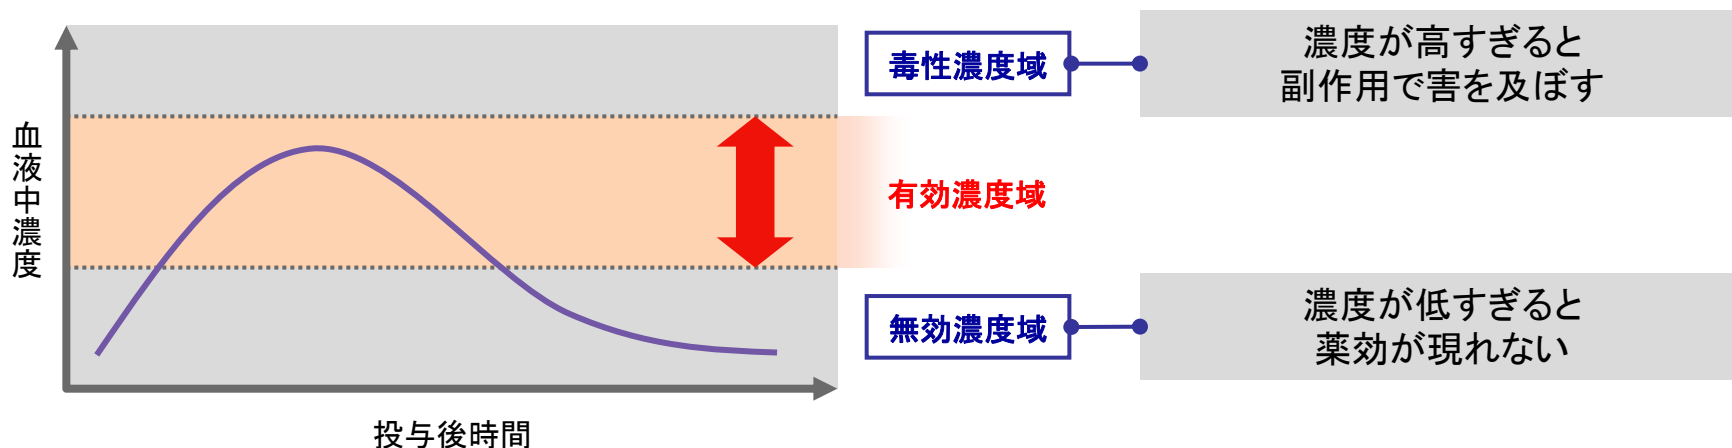 血液中濃度
投与後時間
毒性濃度域
有効濃度域
無効濃度域
濃度が高すぎると
副作用で害を及ぼす
濃度が低すぎると
薬効が現れない